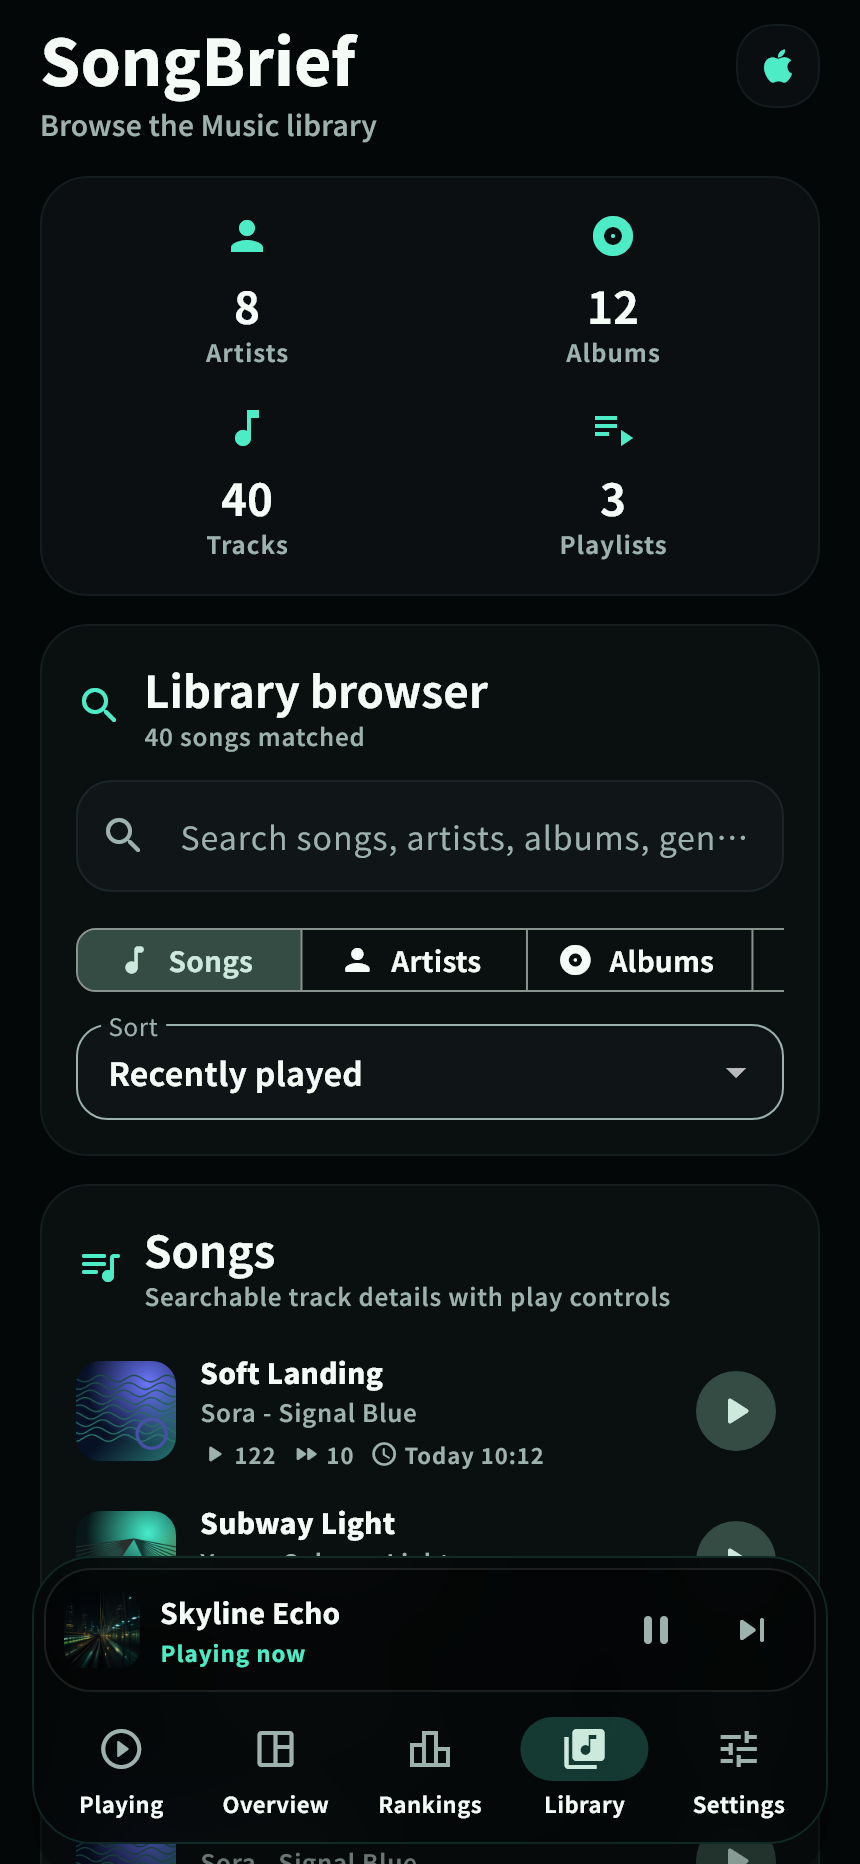 SongBrief
Browse the Music library
8
Artists
12
Albums
40
Tracks
3
Playlists
Library browser
40 songs matched
Search songs, artists, albums, gen···
Songs
Artists
Albums
Sort
Recently played
Songs
Searchable track details with play controls
Soft Landing
Sora - Signal Blue
122 10 Today 10:12
Subway Light
Skyline Echo
Playing now
Playing
Overview
Rankings
Library
Settings
Sora - Signal Blue